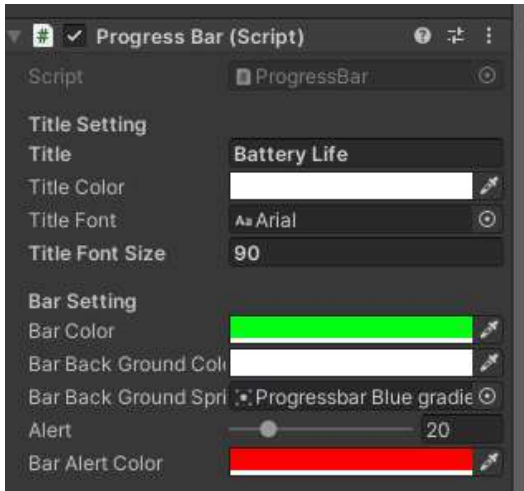 # Progress Bar (Script)
Script ProgressBar
Title Setting
Title Battery Life
Title Color
Title Font Aa Arial
Title Font Size 90
Bar Setting
Bar Color
Bar Back Ground Col
Bar Back Ground Spri Progressbar Blue gradie
Alert 20
Bar Alert Color